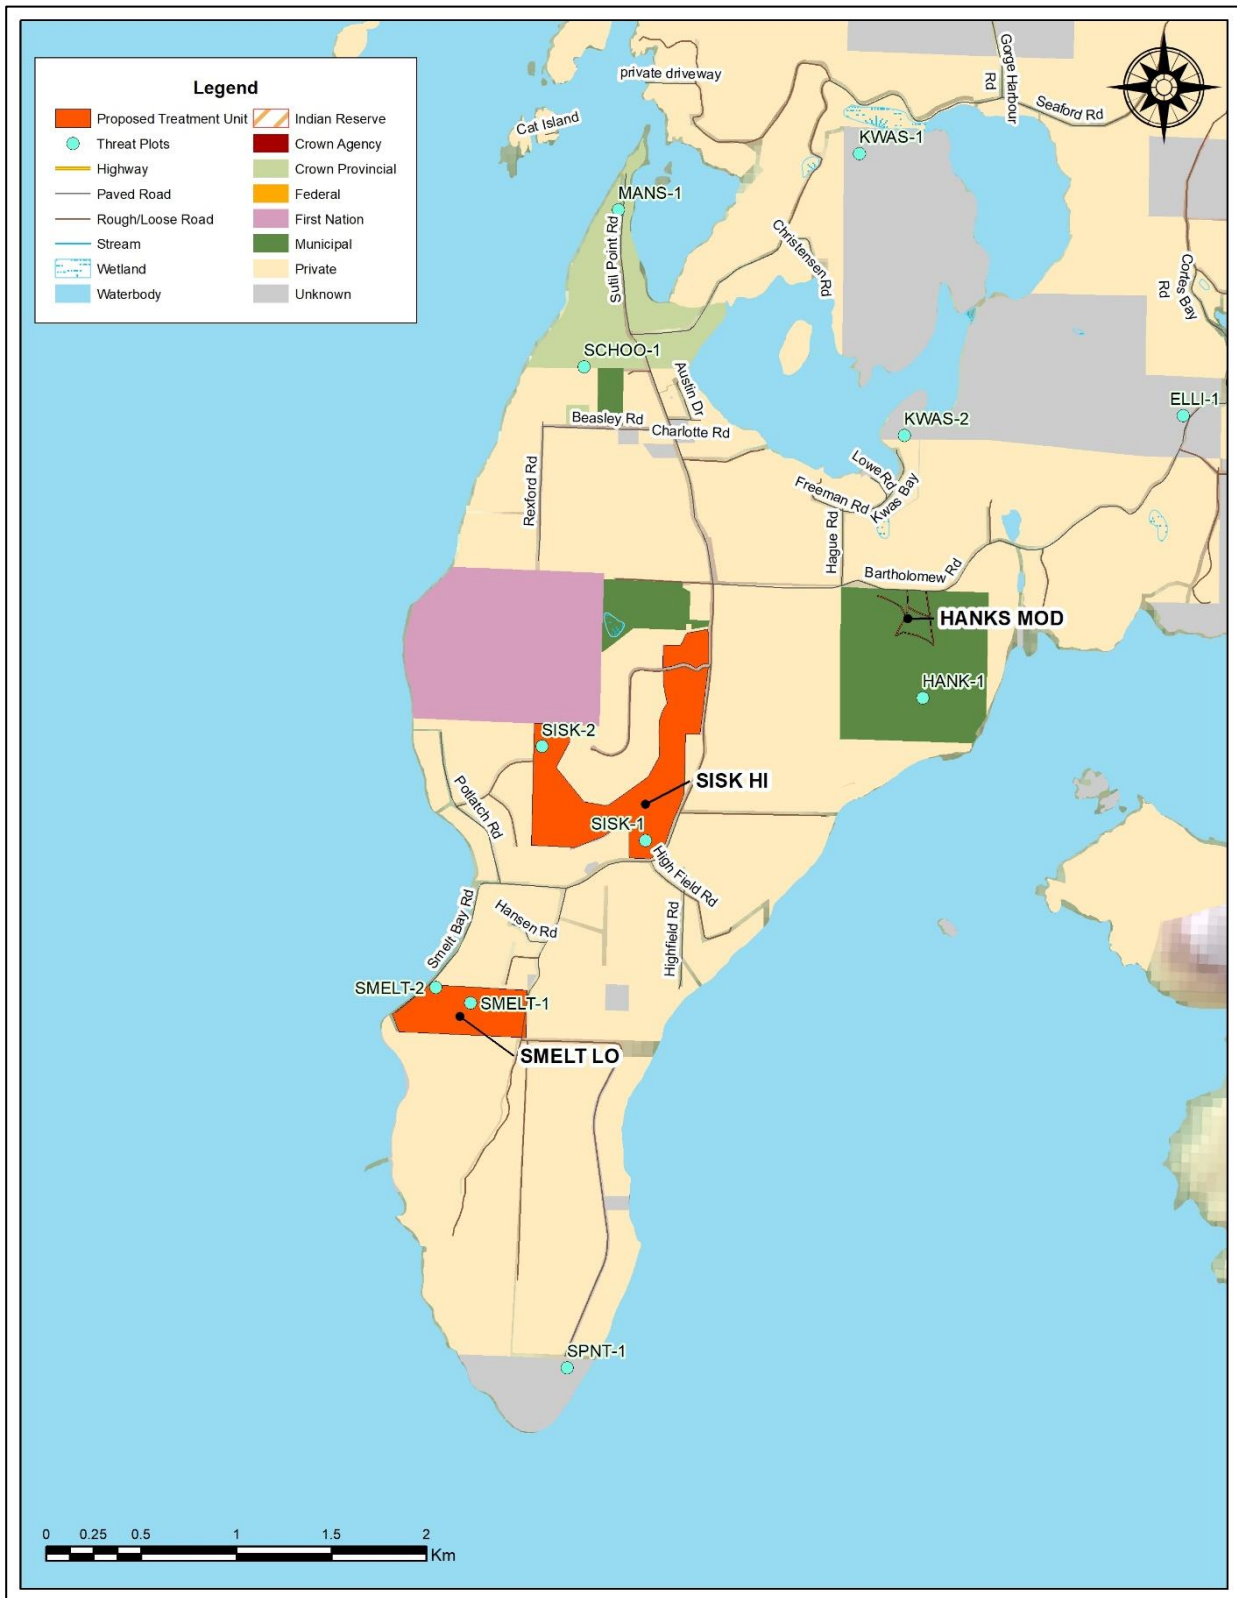 Legend
Proposed Treatment Unit
Threat Plots
Highway
Paved Road
Rough/Loose Road
Stream
Wetland
Waterbody
Indian Reserve
Crown Agency
Crown Provincial
Federal
First Nation
Municipal
Private
Unknown
private driveway
Gorge Harbour
Rd
Seaford Rd
Cat Island
KWAS-1
MANS-1
Sutil Point Rd
Christensen Rd
Cortes Bay
Rd
SCHOO-1
Austin Dr
ELLI-1
Beasley Rd
Charlotte Rd
KWAS-2
Rexford Rd
Lowe Rd
Freeman Rd
Kwas Bay
Hague Rd
Bartholomew Rd
HANKS MOD
HANK-1
SISK-2
SISK HI
Potlatch Rd
SISK-1
High Field Rd
Smelt Bay Rd
Hansen Rd
Highfield Rd
SMELT-2
SMELT-1
SMELT LO
SPNT-1
0 0.25 0.5 1 1.5 2
Km